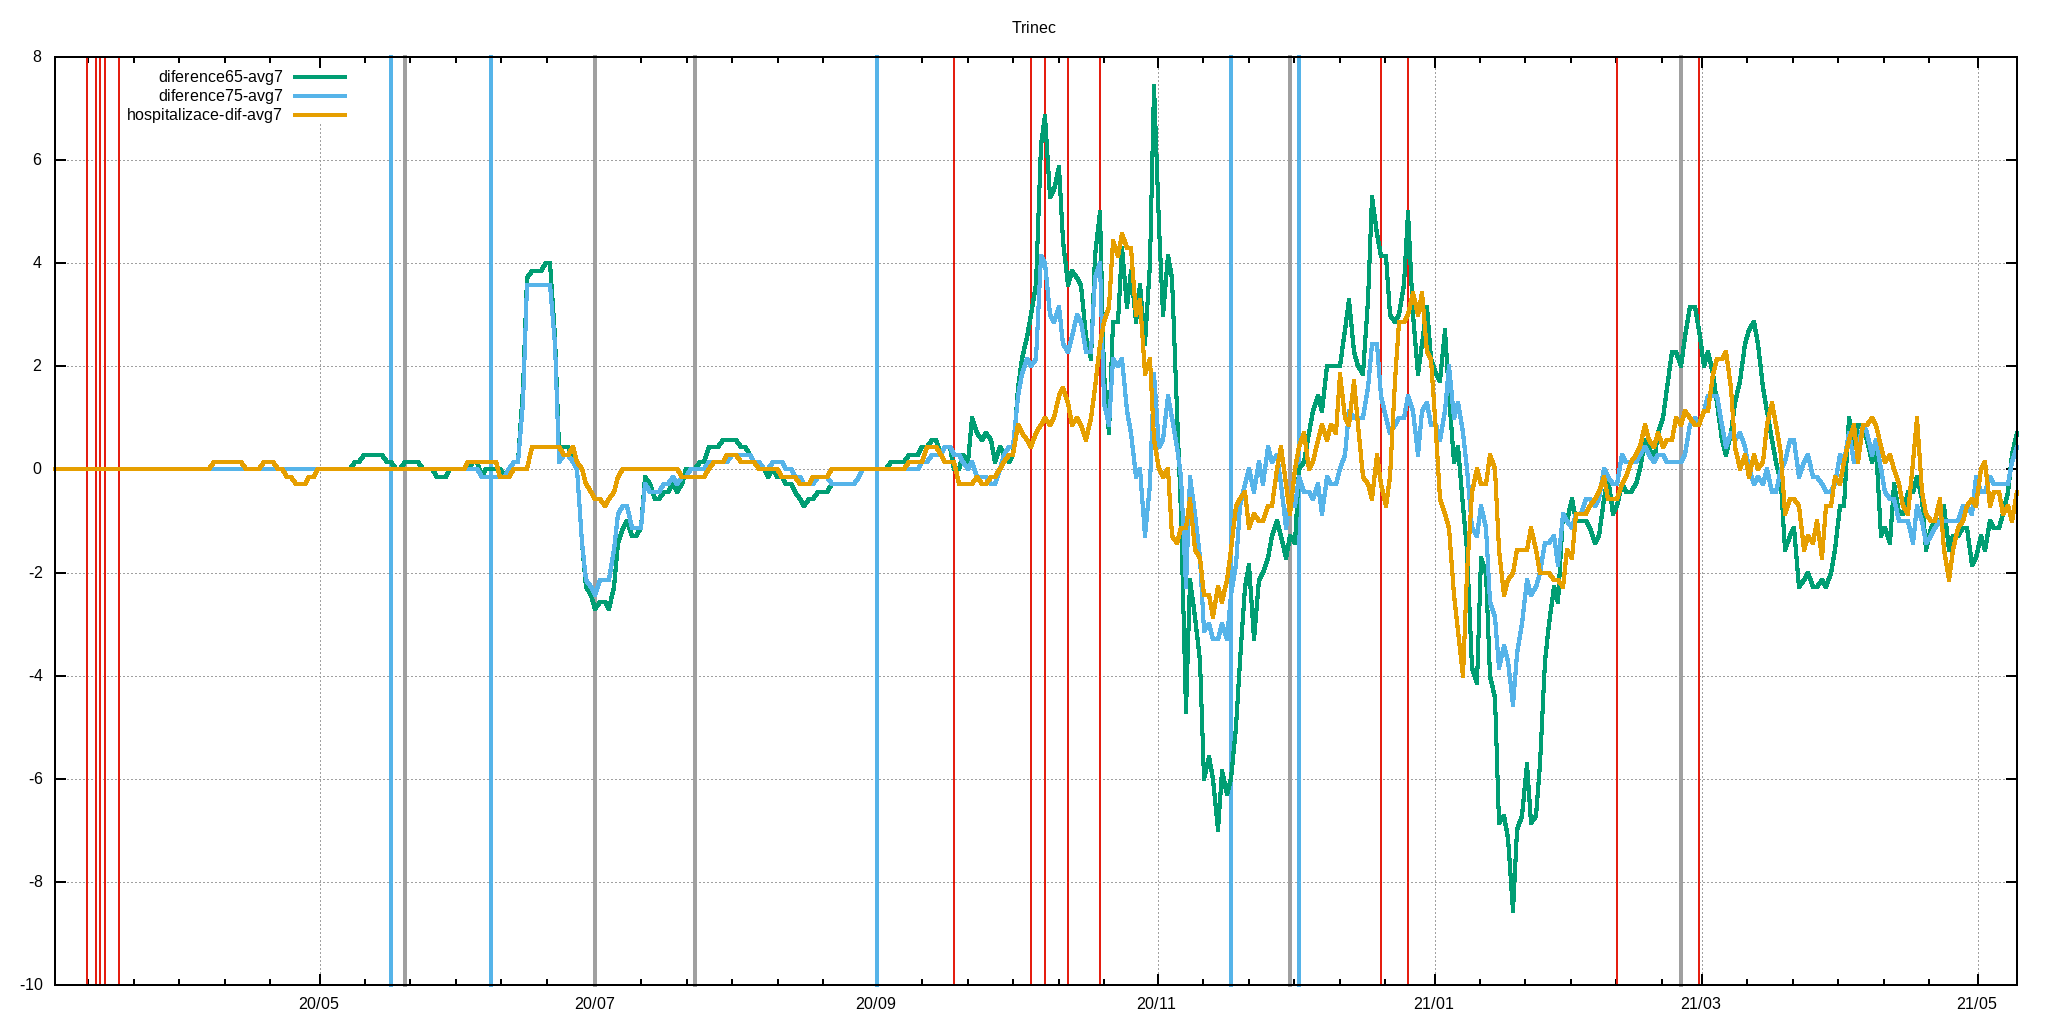 Trinec
diference65-avg7
diference75-avg7
hospitalizace-dif-avg7
8
6
4
2
0
-2
-4
-6
-8
-10
20/05 20/07 20/09 20/11 21/01 21/03 21/05